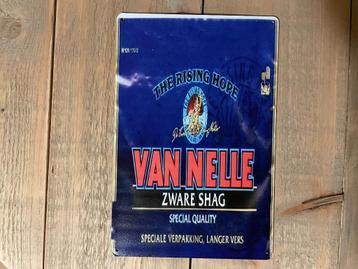 THE RISING HOPE
VAN NELLE
ZWARE SHAG
SPECIAL QUALITY
SPECIALE VERPAKKING, LANGER VERS